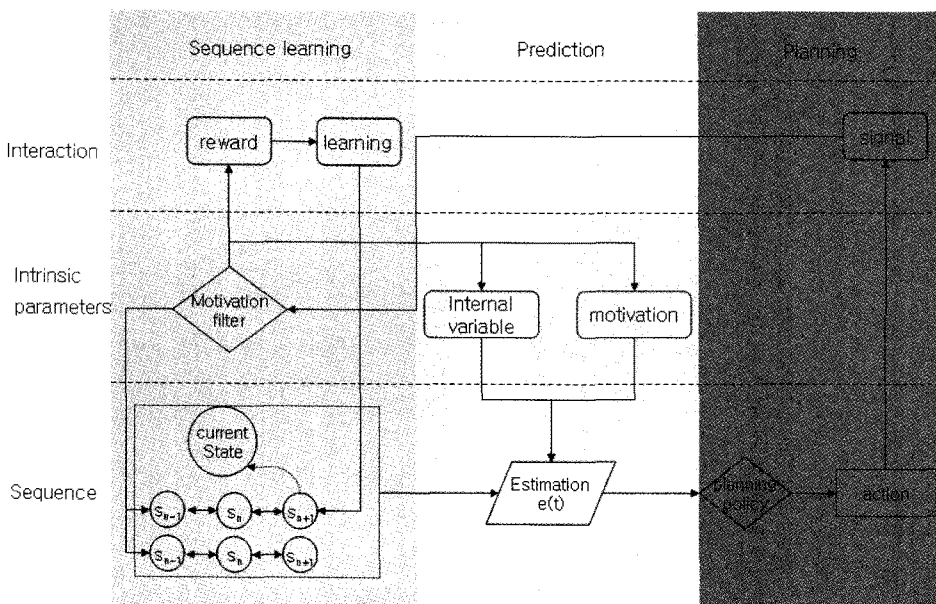 Sequence learning
Prediction
Planning
Interaction
reward
learning
signal
Intrinsic
parameters
Motivation
filter
Internal
variable
motivation
Sequence
current
State
Estimation
e(t)
planning
policy
action
Sn-1
Sn
Sn+1
Sn-1
Sn
Sn+1